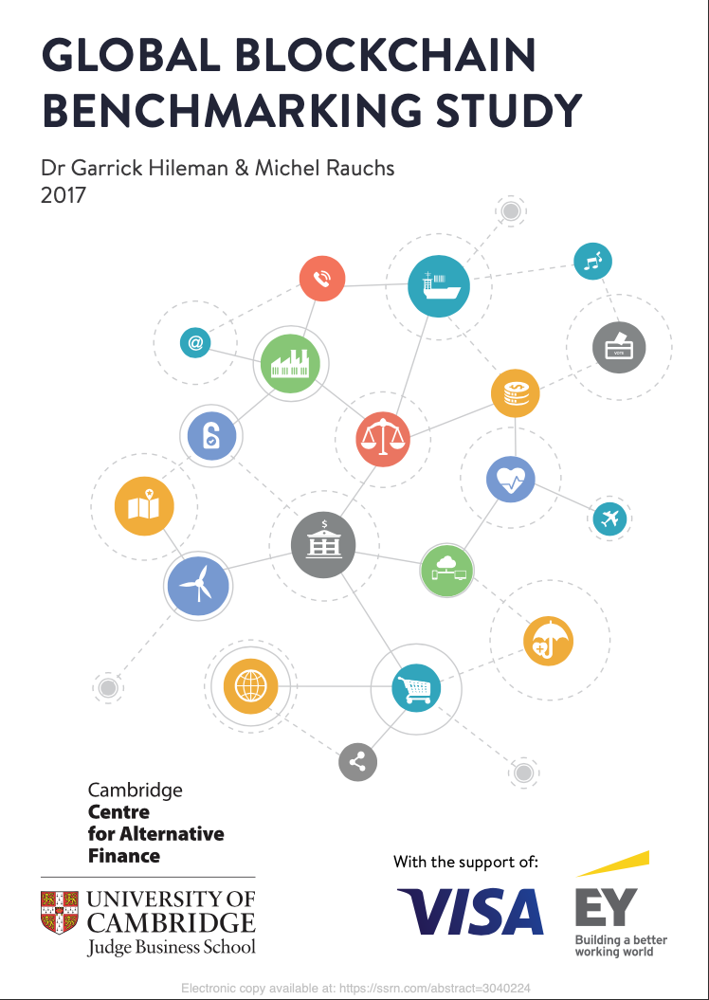 GLOBAL BLOCKCHAIN
BENCHMARKING STUDY
Dr Garrick Hileman & Michel Rauchs
2017
@
VOTE
$
Cambridge
Centre
for Alternative
Finance
UNIVERSITY OF
CAMBRIDGE
Judge Business School
With the support of:
VISA
EY
Building a better
working world
Electronic copy available at: https://ssrn.com/abstract=3040224